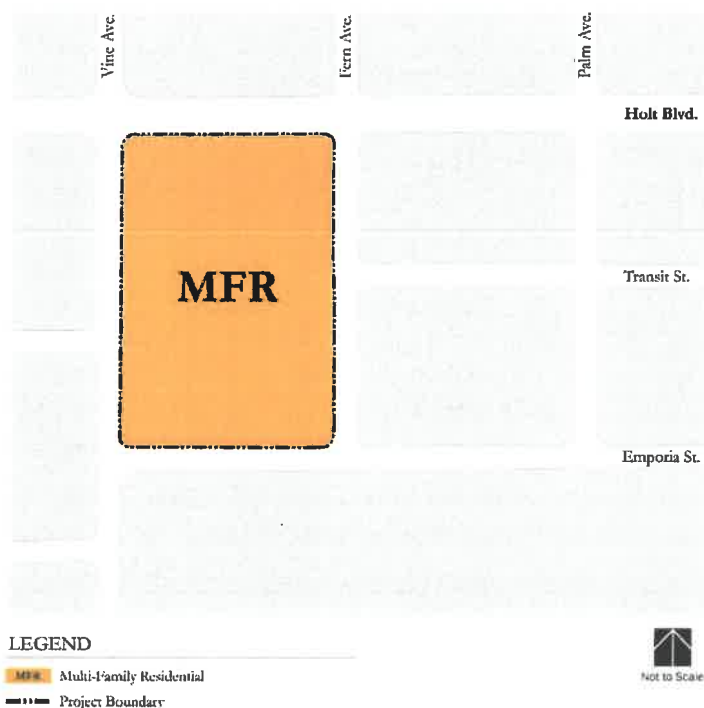 Vine Ave.
Fern Ave.
Palm Ave.
Holt Blvd.
MFR
Transit St.
Emporia St.
LEGEND
MFR Multi-Family Residential
Project Boundary
Not to Scale